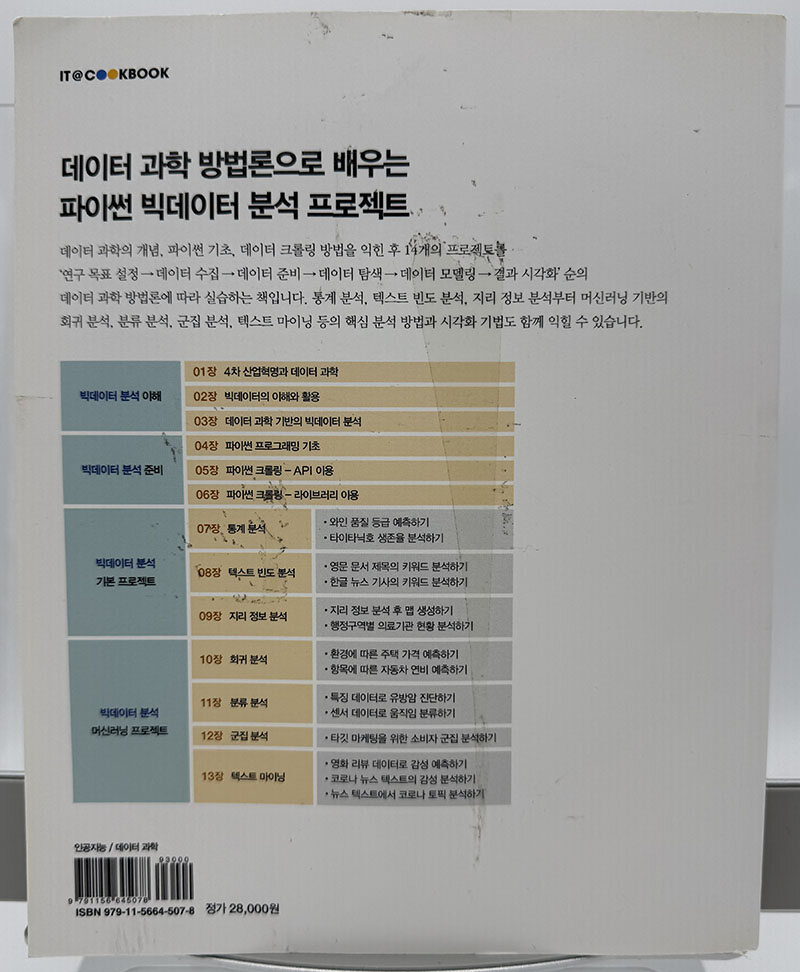 IT@COOKBOOK
데이터 과학 방법론으로 배우는
파이썬 빅데이터 분석 프로젝트
데이터 과학의 개념, 파이썬 기초, 데이터 크롤링 방법을 익힌 후 14개의 프로젝트를
'연구 목표 설정→데이터 수집→데이터 준비→데이터 탐색→데이터 모델링→결과 시각화' 순의
데이터 과학 방법론에 따라 실습하는 책입니다. 통계 분석, 텍스트 빈도 분석, 지리 정보 분석부터 머신러닝 기반의
회귀 분석, 분류 분석, 군집 분석, 텍스트 마이닝 등의 핵심 분석 방법과 시각화 기법도 함께 익힐 수 있습니다.
빅데이터 분석 이해
01장 4차 산업혁명과 데이터 과학
02장 빅데이터의 이해와 활용
03장 데이터 과학 기반의 빅데이터 분석
빅데이터 분석 준비
04장 파이썬 프로그래밍 기초
05장 파이썬 크롤링 – API 이용
06장 파이썬 크롤링 – 라이브러리 이용
빅데이터 분석
기본 프로젝트
07장 통계 분석
• 와인 품질 등급 예측하기
• 타이타닉호 생존율 분석하기
08장 텍스트 빈도 분석
• 영문 문서 제목의 키워드 분석하기
• 한글 뉴스 기사의 키워드 분석하기
09장 지리 정보 분석
• 지리 정보 분석 후 맵 생성하기
• 행정구역별 의료기관 현황 분석하기
빅데이터 분석
머신러닝 프로젝트
10장 회귀 분석
• 환경에 따른 주택 가격 예측하기
• 항목에 따른 자동차 연비 예측하기
11장 분류 분석
• 특징 데이터로 유방암 진단하기
• 센서 데이터로 움직임 분류하기
12장 군집 분석
• 타깃 마케팅을 위한 소비자 군집 분석하기
13장 텍스트 마이닝
• 영화 리뷰 데이터로 감성 예측하기
• 코로나 뉴스 텍스트의 감성 분석하기
• 뉴스 텍스트에서 코로나 토픽 분석하기
인공지능 / 데이터 과학
93000
9 791156 645078
ISBN 979-11-5664-507-8 정가 28,000원